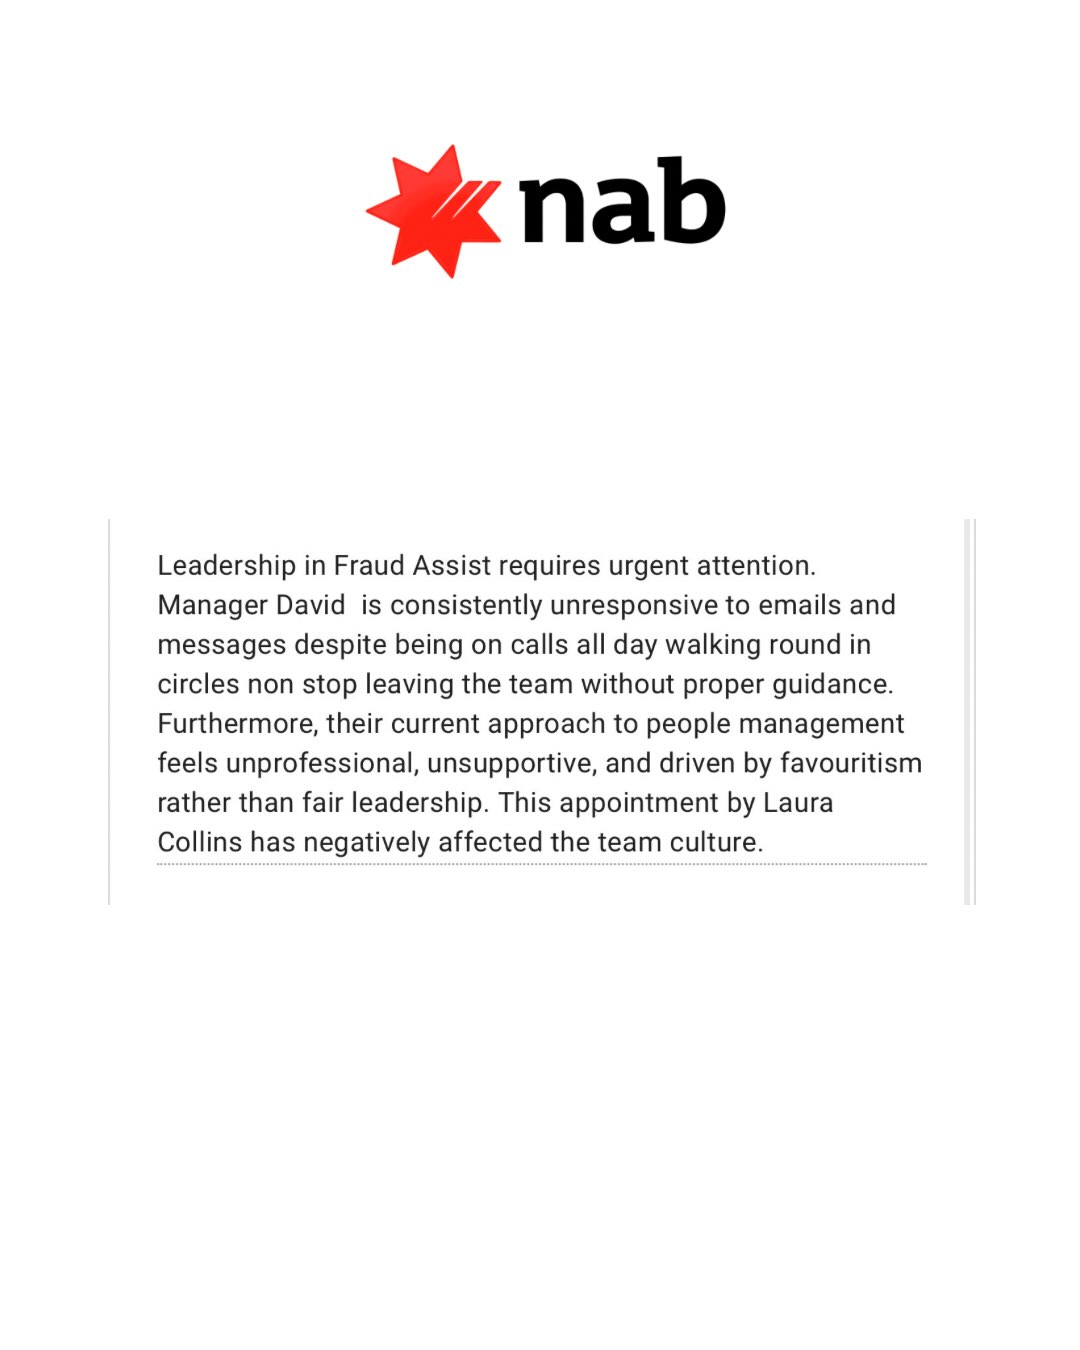 nab
Leadership in Fraud Assist requires urgent attention.
Manager David  is consistently unresponsive to emails and
messages despite being on calls all day walking round in
circles non stop leaving the team without proper guidance.
Furthermore, their current approach to people management
feels unprofessional, unsupportive, and driven by favouritism
rather than fair leadership. This appointment by Laura
Collins has negatively affected the team culture.